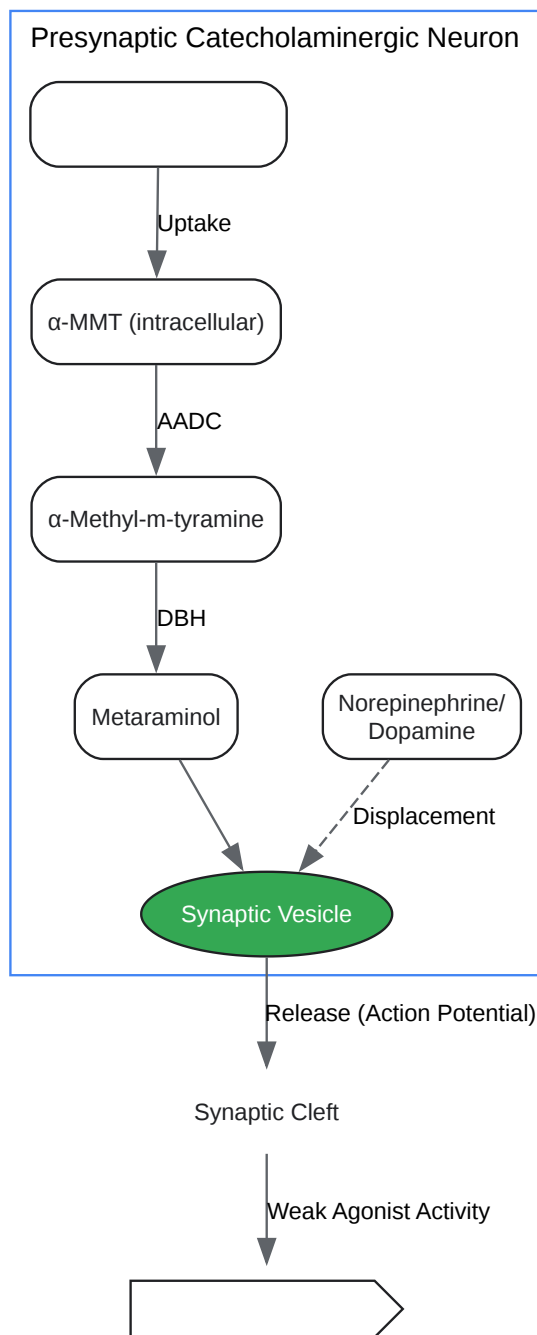 Presynaptic Catecholaminergic Neuron
Uptake
α-MMT (intracellular)
AADC
α-Methyl-m-tyramine
DBH
Metaraminol
Norepinephrine/
Dopamine
Displacement
Synaptic Vesicle
Release (Action Potential)
Synaptic Cleft
Weak Agonist Activity